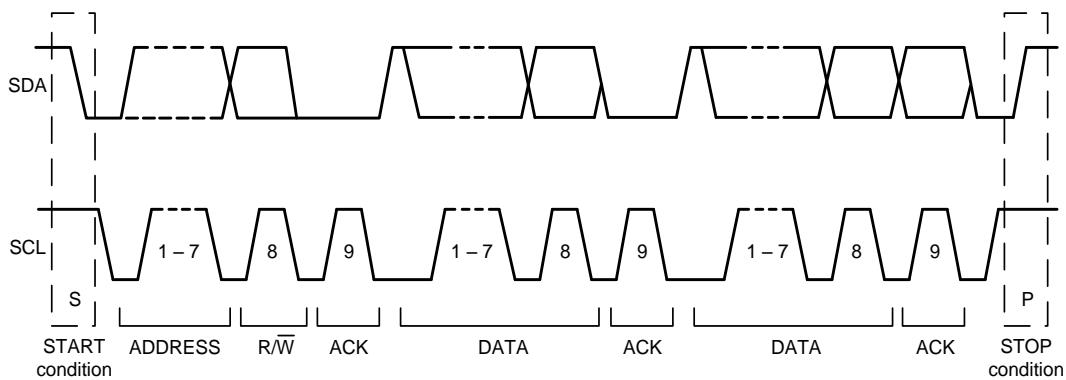 SDA
SCL
1 – 7
8
9
1 – 7
8
9
1 – 7
8
9
S
P
START
condition
ADDRESS
R/W̅
ACK
DATA
ACK
DATA
ACK
STOP
condition